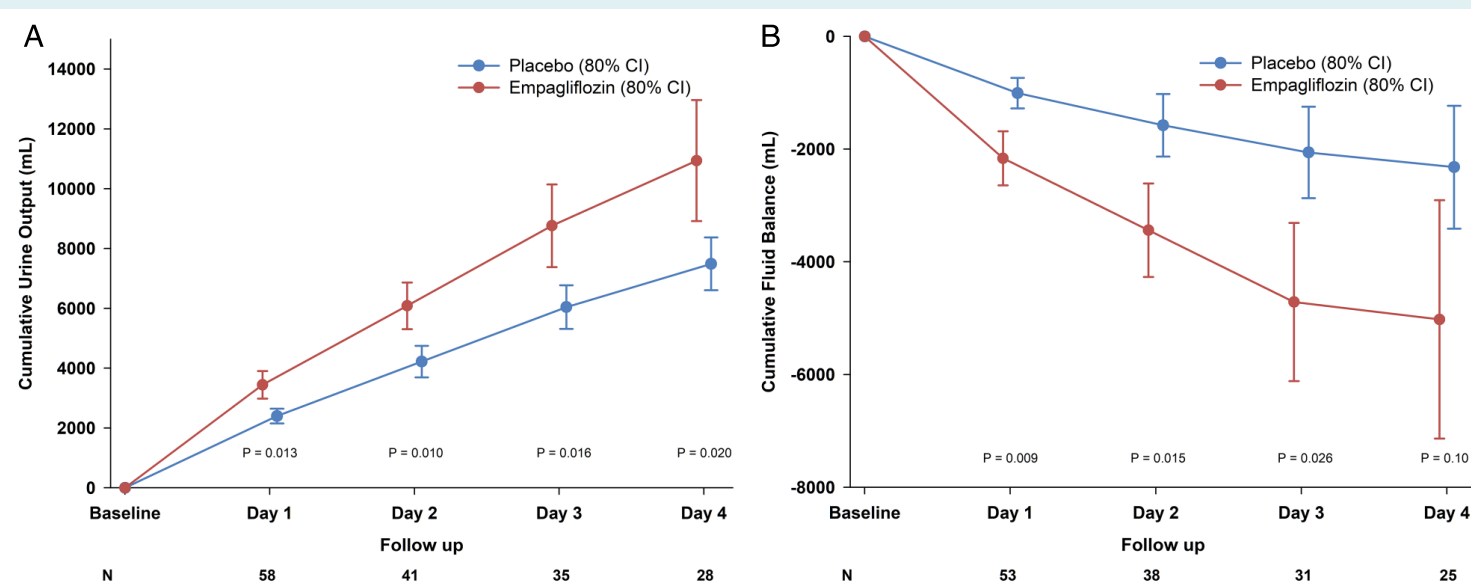 A
Cumulative Urine Output (mL)
14000
12000
10000
8000
6000
4000
2000
0
Placebo (80% CI)
Empagliflozin (80% CI)
P = 0.013 P = 0.010 P = 0.016 P = 0.020
Baseline Day 1 Day 2 Day 3 Day 4
Follow up
N 58 41 35 28
B
Cumulative Fluid Balance (mL)
0
-2000
-4000
-6000
-8000
Placebo (80% CI)
Empagliflozin (80% CI)
P = 0.009 P = 0.015 P = 0.026 P = 0.10
Baseline Day 1 Day 2 Day 3 Day 4
Follow up
N 53 38 31 25